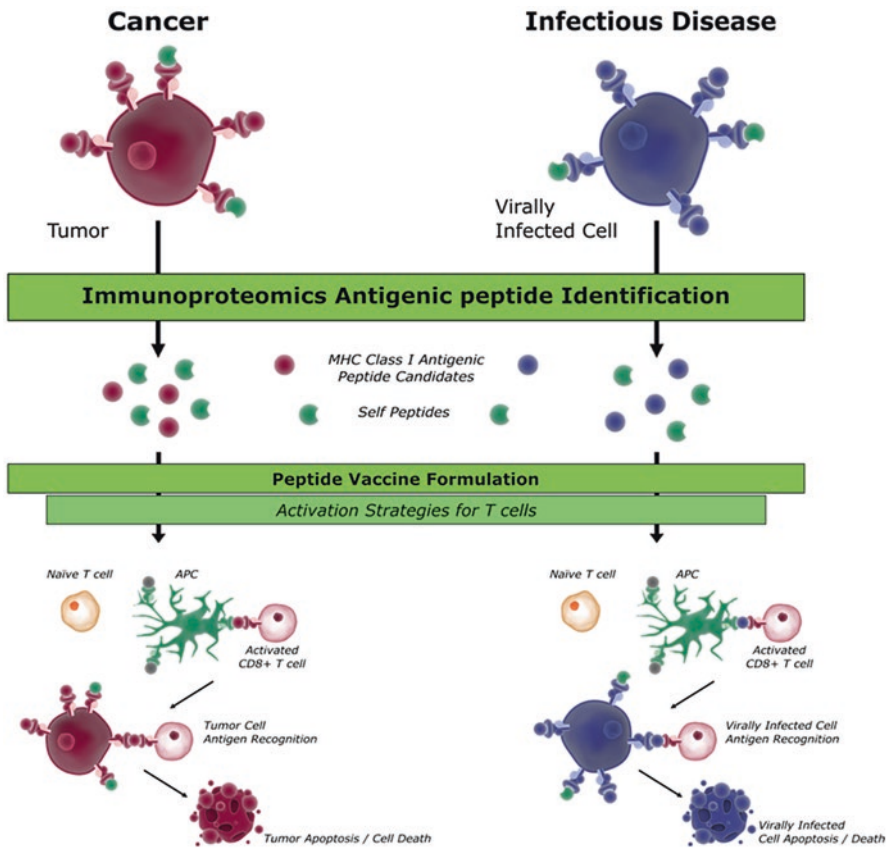 Cancer
Infectious Disease
Tumor
Virally
Infected Cell
Immunoproteomics Antigenic peptide Identification
MHC Class I Antigenic
Peptide Candidates
Self Peptides
Peptide Vaccine Formulation
Activation Strategies for T cells
Naïve T cell
APC
Activated
CD8+ T cell
Tumor Cell
Antigen Recognition
Tumor Apoptosis / Cell Death
Naïve T cell
APC
Activated
CD8+ T cell
Virally Infected Cell
Antigen Recognition
Virally Infected
Cell Apoptosis / Death